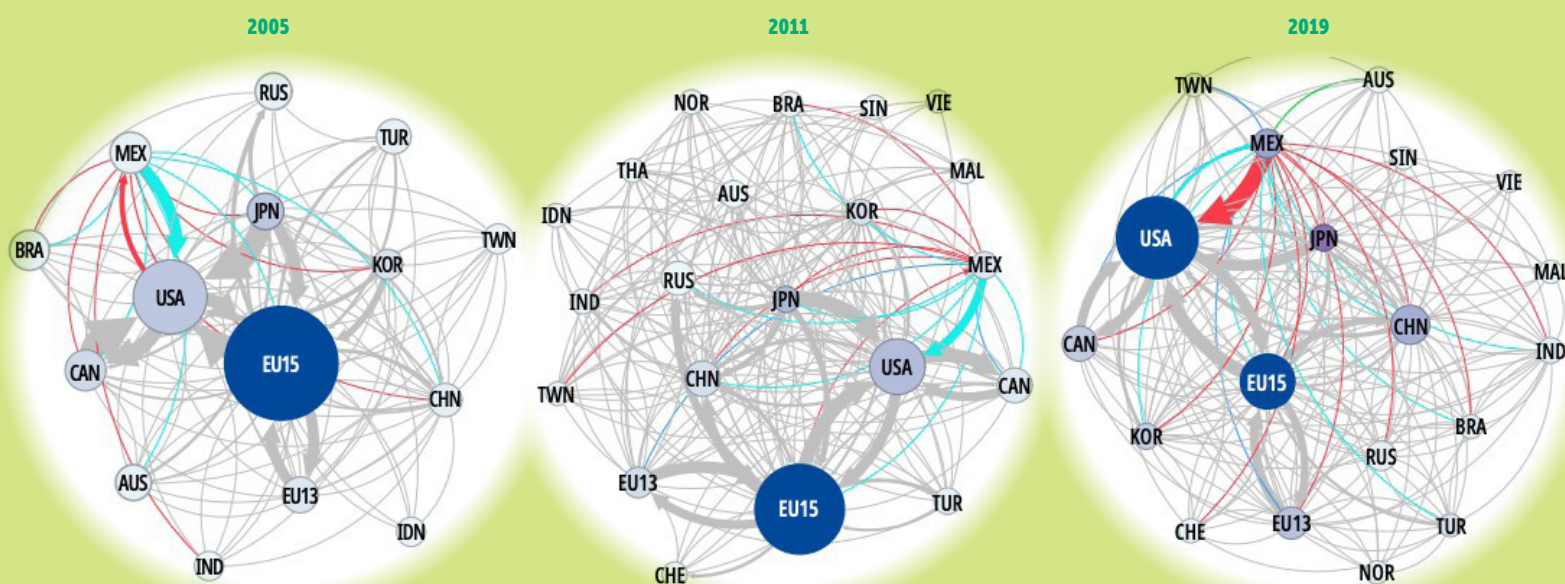 2005
RUS
TUR
MEX
JPN
BRA
TWN
KOR
USA
EU15
CAN
CHN
AUS
EU13
IDN
IND
2011
NOR
BRA
SIN
VIE
THA
MAL
AUS
IDN
KOR
MEX
RUS
IND
JPN
USA
CHN
CAN
TWN
EU13
EU15
TUR
CHE
2019
TWN
AUS
MEX
SIN
VIE
USA
JPN
MAL
CHN
CAN
IND
EU15
BRA
KOR
RUS
CHE
EU13
TUR
NOR